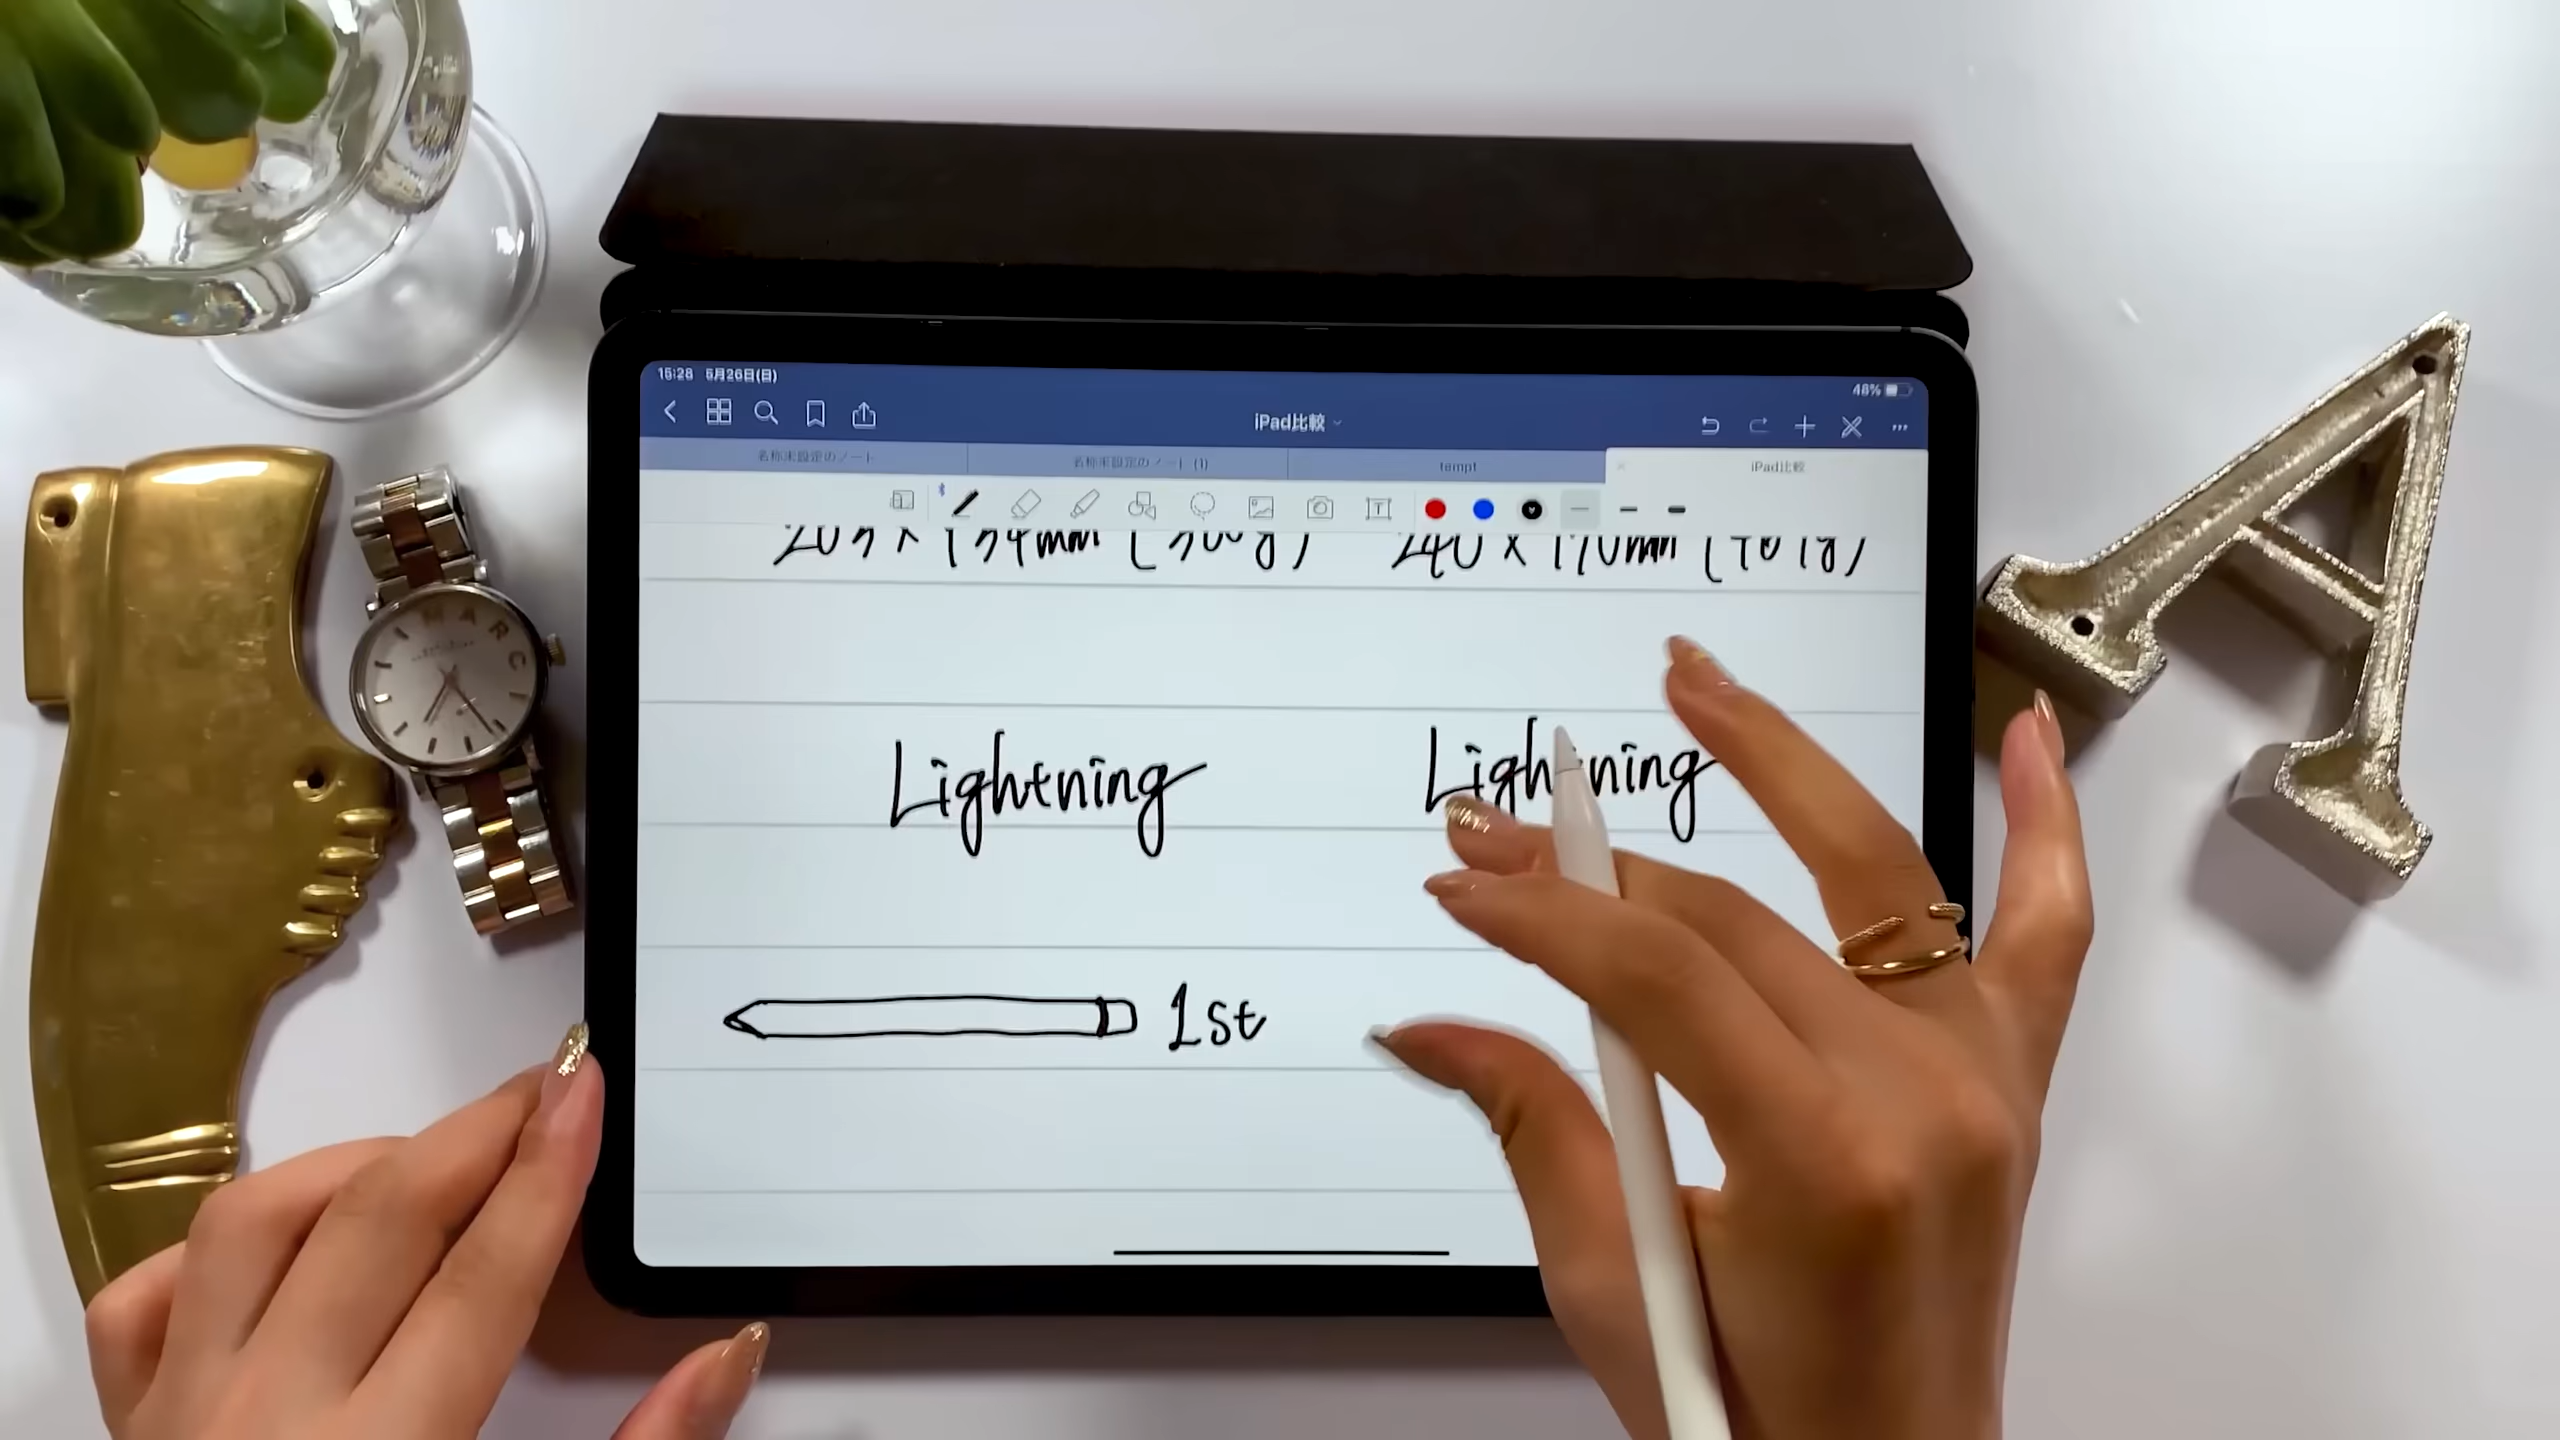 15:28 5月26日(日)
48%
iPad比較
名称未設定のノート
名称未設定のノート (1)
tempt
iPad比較
Lightning
Lightning
1st
MARC